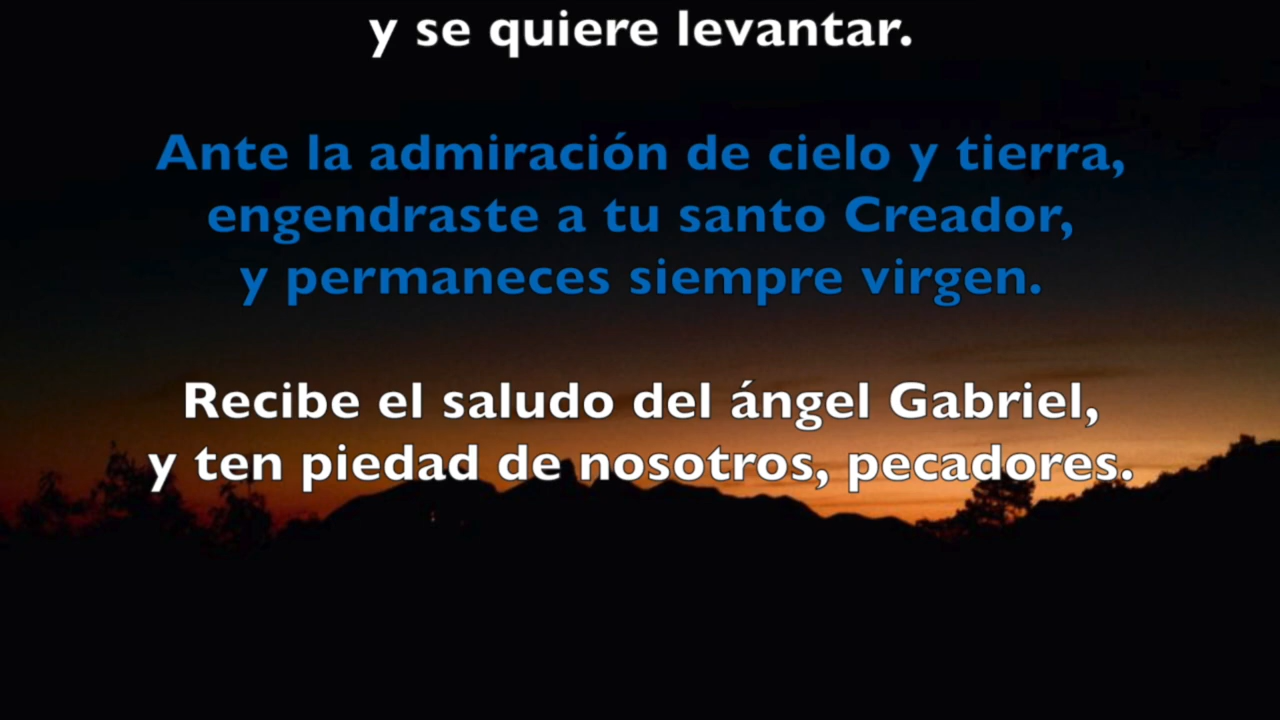 y se quiere levantar.
Ante la admiración de cielo y tierra,
engendraste a tu santo Creador,
y permaneces siempre virgen.
Recibe el saludo del ángel Gabriel,
y ten piedad de nosotros, pecadores.